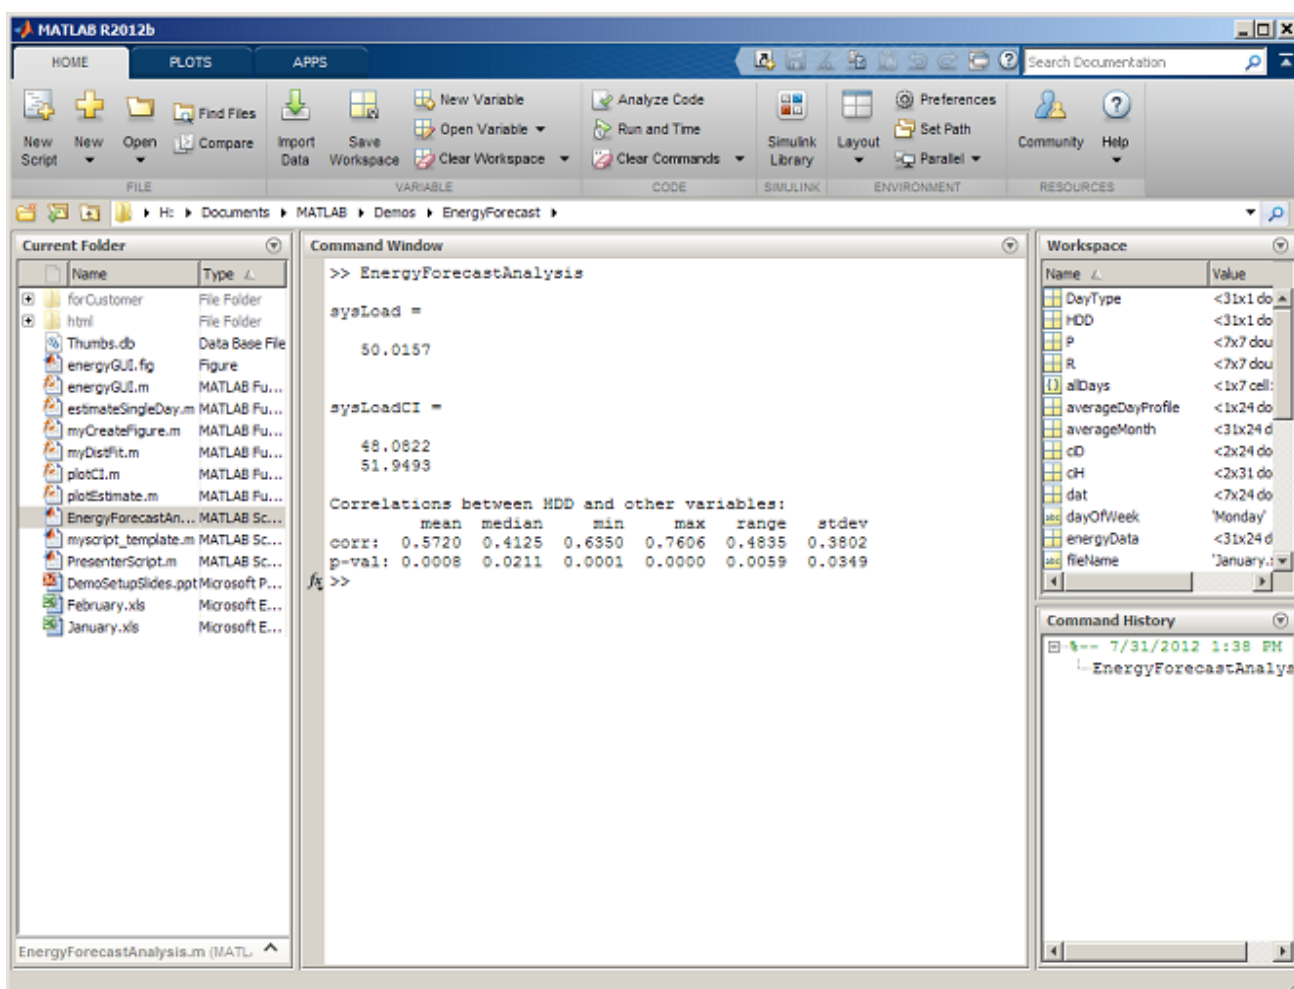 MATLAB R2012b
HOME PLOTS APPS
Search Documentation
New Script
New
Open
Find Files
Compare
Import Data
Save Workspace
New Variable
Open Variable
Clear Workspace
Analyze Code
Run and Time
Clear Commands
Simulink Library
Layout
Preferences
Set Path
Parallel
Community
Help
FILE VARIABLE CODE SIMULINK ENVIRONMENT RESOURCES
H: Documents MATLAB Demos EnergyForecast
Current Folder
Name Type
forCustomer File Folder
html File Folder
Thumbs.db Data Base File
energyGUI.fig Figure
energyGUI.m MATLAB Fu...
estimateSingleDay.m MATLAB Fu...
myCreateFigure.m MATLAB Fu...
myDistFit.m MATLAB Fu...
plotCI.m MATLAB Fu...
plotEstimate.m MATLAB Fu...
EnergyForecastAn... MATLAB Sc...
myscript_template.m MATLAB Sc...
PresenterScript.m MATLAB Sc...
DemoSetupSlides.ppt Microsoft P...
February.xls Microsoft E...
January.xls Microsoft E...
EnergyForecastAnalysis.m (MATL
Command Window
>> EnergyForecastAnalysis
sysLoad =
50.0157
sysLoadCI =
48.0822
51.9493
Correlations between HDD and other variables:
mean median min max range stdev
corr: 0.5720 0.4125 0.6350 0.7606 0.4835 0.3802
p-val: 0.0008 0.0211 0.0001 0.0000 0.0059 0.0349
fx >>
Workspace
Name Value
DayType <31x1 do
HDD <31x1 do
P <7x7 dou
R <7x7 dou
allDays <1x7 cell:
averageDayProfile <1x24 do
averageMonth <31x24 d
ciD <2x24 do
ciH <2x31 do
dat <7x24 do
dayOfWeek 'Monday'
energyData <31x24 d
fileName 'January.
Command History
%-- 7/31/2012 1:38 PM
EnergyForecastAnalys